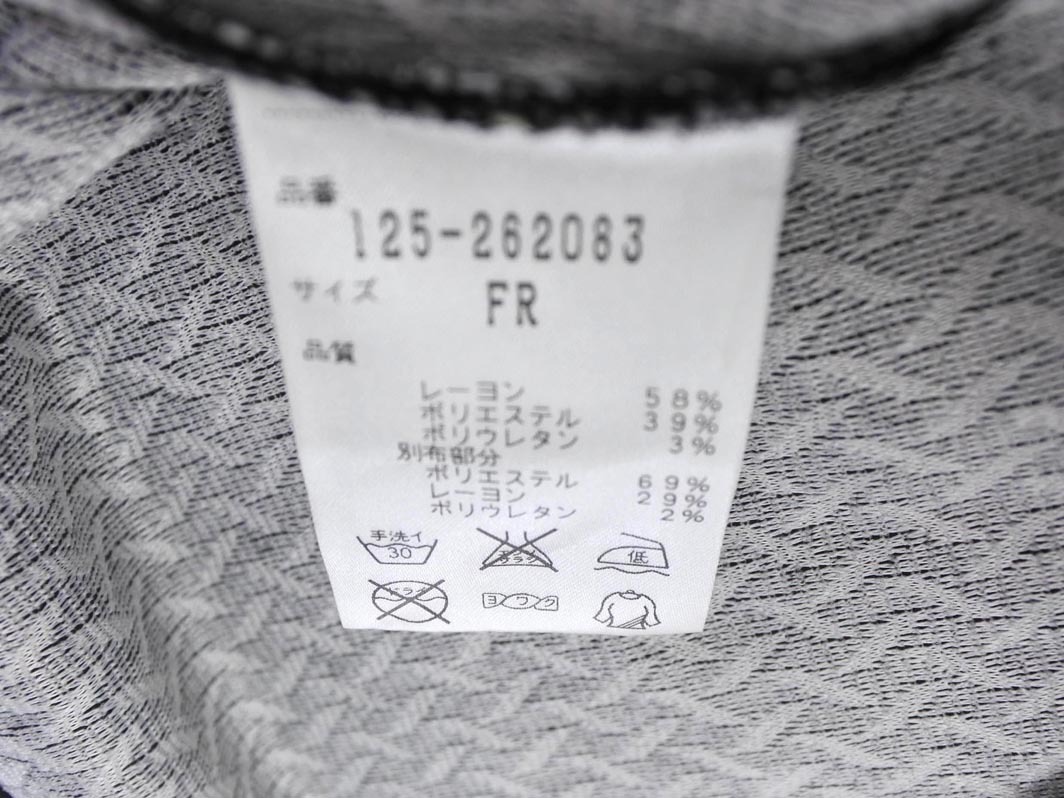 品番
125-262083
サイズ
FR
品質
レーヨン 58%
ポリエステル 39%
ポリウレタン 3%
別布部分
ポリエステル 69%
レーヨン 29%
ポリウレタン 2%
手洗イ
30
低
ヨワク